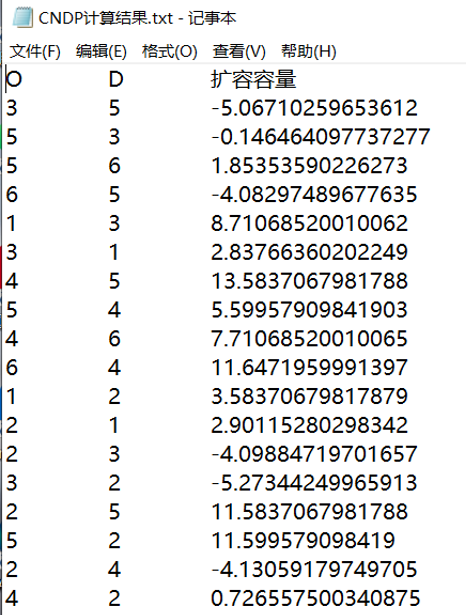 CNDP计算结果.txt - 记事本
文件(F) 编辑(E) 格式(O) 查看(V) 帮助(H)
O D 扩容容量
3 5 -5.06710259653612
5 3 -0.146464097737277
5 6 1.85353590226273
6 5 -4.08297489677635
1 3 8.71068520010062
3 1 2.83766360202249
4 5 13.5837067981788
5 4 5.59957909841903
4 6 7.71068520010065
6 4 11.6471959991397
1 2 3.58370679817879
2 1 2.90115280298342
2 3 -4.09884719701657
3 2 -5.27344249965913
2 5 11.5837067981788
5 2 11.599579098419
2 4 -4.13059179749705
4 2 0.726557500340875